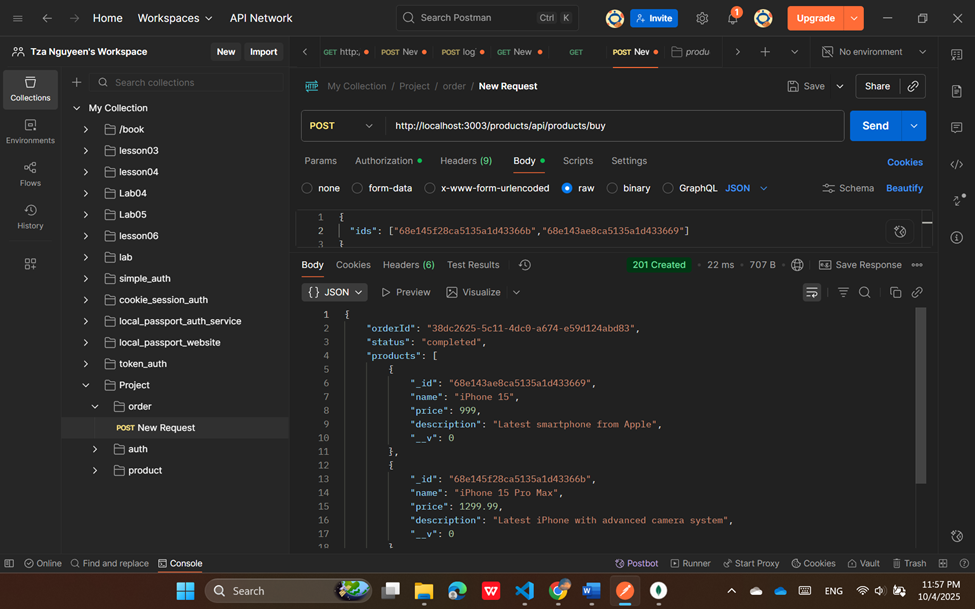 Home Workspaces API Network Search Postman Ctrl K Invite 1 Upgrade
Tza Nguyeen's Workspace New Import GET http:, POST Nev POST log GET New GET POST Nev produ No environment
Collections
Environments
Flows
History
Search collections
My Collection
/book
lesson03
lesson04
Lab04
Lab05
lesson06
lab
simple_auth
cookie_session_auth
local_passport_auth_service
local_passport_website
token_auth
Project
order
POST New Request
auth
product
HTTP My Collection / Project / order / New Request Save Share
POST http://localhost:3003/products/api/products/buy Send
Params Authorization Headers (9) Body Scripts Settings Cookies
none form-data x-www-form-urlencoded raw binary GraphQL JSON Schema Beautify
1 {
2 "ids": ["68e145f28ca5135a1d43366b","68e143ae8ca5135a1d433669"]
3 }
Body Cookies Headers (6) Test Results 201 Created 22 ms 707 B Save Response
{} JSON Preview Visualize
1 {
2 "orderId": "38dc2625-5c11-4dc0-a674-e59d124abd83",
3 "status": "completed",
4 "products": [
5 {
6 "_id": "68e143ae8ca5135a1d433669",
7 "name": "iPhone 15",
8 "price": 999,
9 "description": "Latest smartphone from Apple",
10 "__v": 0
11 },
12 {
13 "_id": "68e145f28ca5135a1d43366b",
14 "name": "iPhone 15 Pro Max",
15 "price": 1299.99,
16 "description": "Latest iPhone with advanced camera system",
17 "__v": 0
18 }
Online Find and replace Console Postbot Runner Start Proxy Cookies Vault Trash
Search ENG 11:57 PM
10/4/2025